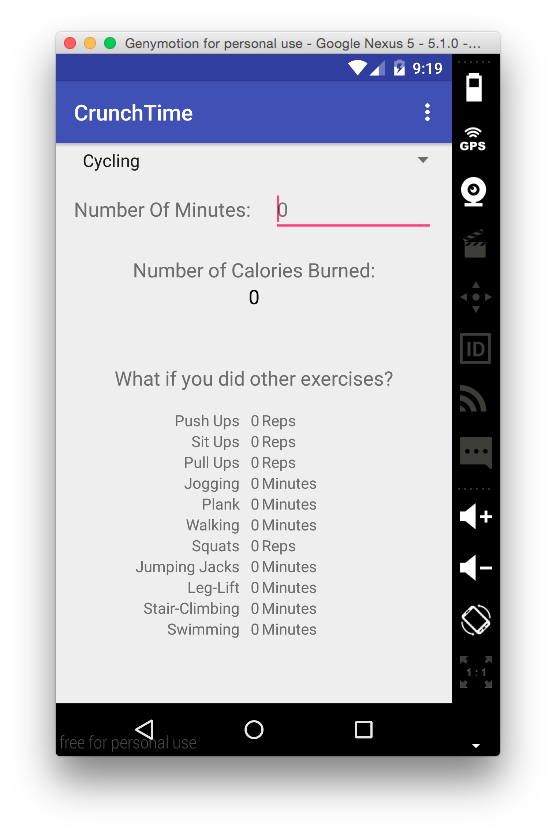 Genymotion for personal use - Google Nexus 5 - 5.1.0 -...
9:19
CrunchTime
GPS
Cycling
Number Of Minutes: 0
Number of Calories Burned:
0
ID
What if you did other exercises?
Push Ups 0 Reps
Sit Ups 0 Reps
Pull Ups 0 Reps
Jogging 0 Minutes
Plank 0 Minutes
Walking 0 Minutes
Squats 0 Reps
Jumping Jacks 0 Minutes
Leg-Lift 0 Minutes
Stair-Climbing 0 Minutes
Swimming 0 Minutes
1:1
free for personal use